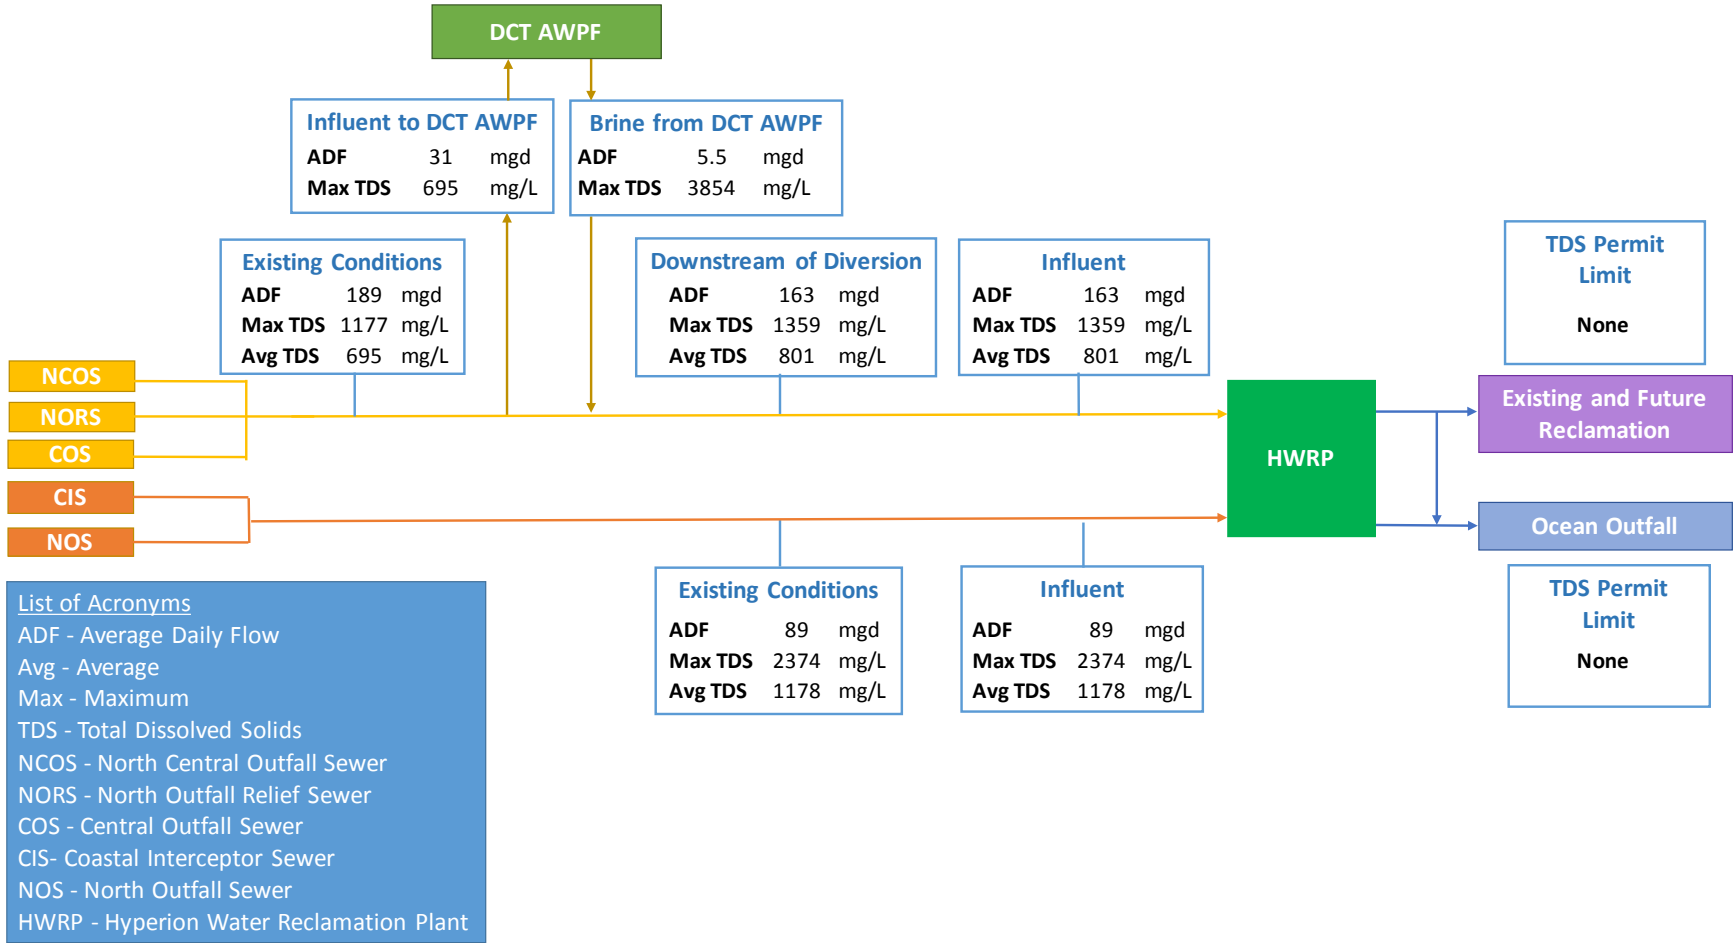 DCT AWPF
Influent to DCT AWPF
ADF 31 mgd
Max TDS 695 mg/L
Brine from DCT AWPF
ADF 5.5 mgd
Max TDS 3854 mg/L
Existing Conditions
ADF 189 mgd
Max TDS 1177 mg/L
Avg TDS 695 mg/L
Downstream of Diversion
ADF 163 mgd
Max TDS 1359 mg/L
Avg TDS 801 mg/L
Influent
ADF 163 mgd
Max TDS 1359 mg/L
Avg TDS 801 mg/L
TDS Permit
Limit
None
NCOS
NORS
COS
CIS
NOS
HWRP
Existing and Future
Reclamation
Ocean Outfall
Existing Conditions
ADF 89 mgd
Max TDS 2374 mg/L
Avg TDS 1178 mg/L
Influent
ADF 89 mgd
Max TDS 2374 mg/L
Avg TDS 1178 mg/L
TDS Permit
Limit
None
List of Acronyms
ADF - Average Daily Flow
Avg - Average
Max - Maximum
TDS - Total Dissolved Solids
NCOS - North Central Outfall Sewer
NORS - North Outfall Relief Sewer
COS - Central Outfall Sewer
CIS- Coastal Interceptor Sewer
NOS - North Outfall Sewer
HWRP - Hyperion Water Reclamation Plant